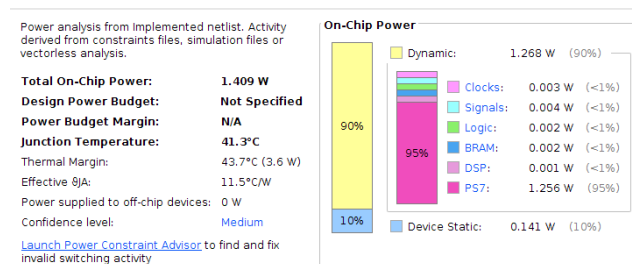 Power analysis from Implemented netlist. Activity
derived from constraints files, simulation files or
vectorless analysis.
Total On-Chip Power: 1.409 W
Design Power Budget: Not Specified
Power Budget Margin: N/A
Junction Temperature: 41.3°C
Thermal Margin: 43.7°C (3.6 W)
Effective ϑJA: 11.5°C/W
Power supplied to off-chip devices: 0 W
Confidence level: Medium
Launch Power Constraint Advisor to find and fix
invalid switching activity
On-Chip Power
90%
10%
Dynamic: 1.268 W (90%)
95%
Clocks: 0.003 W (<1%)
Signals: 0.004 W (<1%)
Logic: 0.002 W (<1%)
BRAM: 0.002 W (<1%)
DSP: 0.001 W (<1%)
PS7: 1.256 W (95%)
Device Static: 0.141 W (10%)